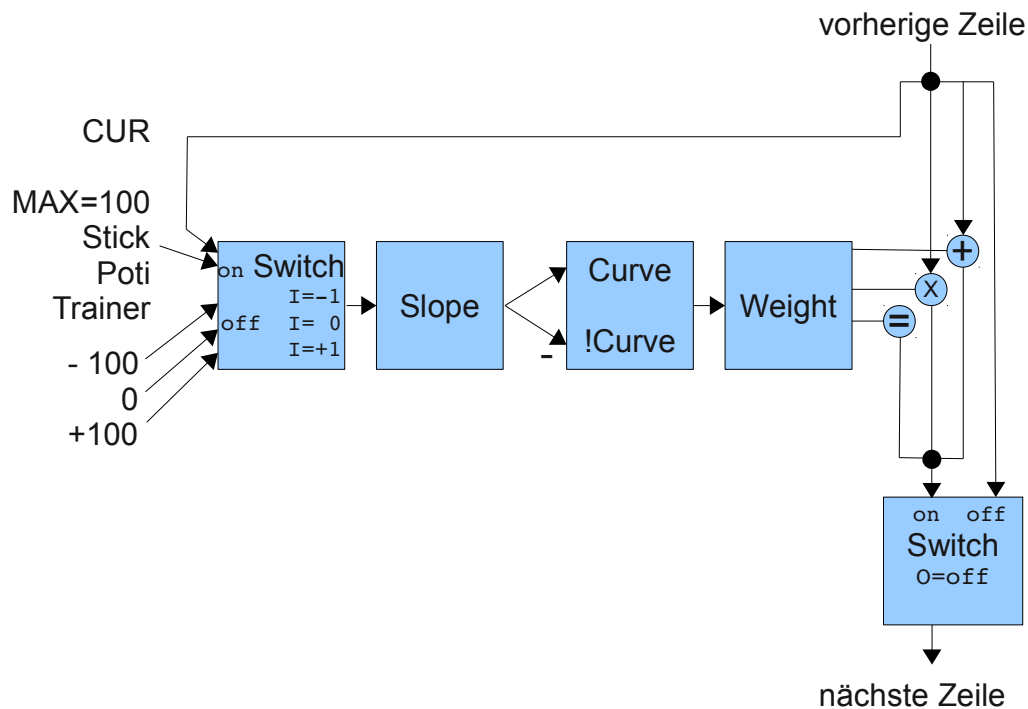 vorherige Zeile
CUR
MAX=100
Stick
Poti
Trainer
- 100
0
+100
on Switch
I=-1
off I= 0
I=+1
Slope
Curve
!Curve
-
Weight
+
X
=
on off
Switch
O=off
nächste Zeile